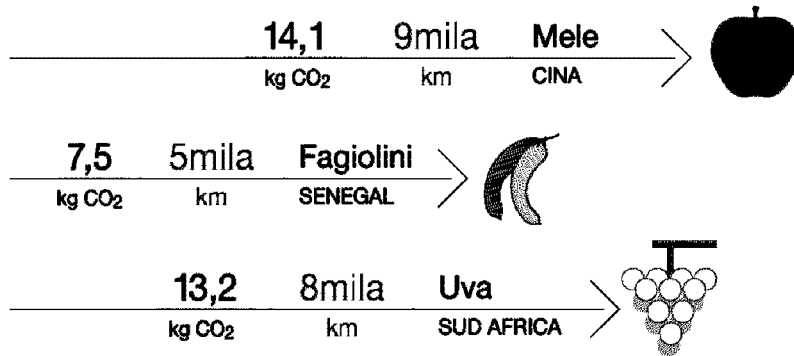 14,1 9mila Mele
kg CO2 km CINA
7,5 5mila Fagiolini
kg CO2 km SENEGAL
13,2 8mila Uva
kg CO2 km SUD AFRICA